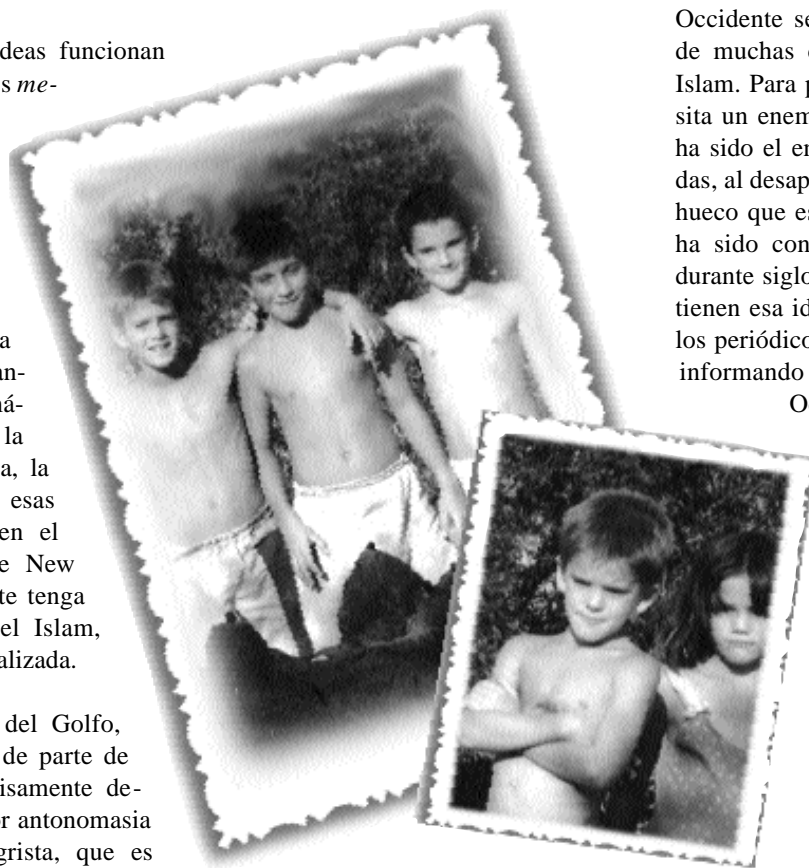 deas funcionan
s me-
a
an-
la
a, la
esas
en el
e New
te tenga
el Islam,
alizada.
del Golfo,
de parte de
isamente de-
r antonomasia
grista, que es
Occidente se
de muchas
Islam. Para p
sita un enem
ha sido el en
das, al desap
hueco que es
ha sido con
durante siglo
tienen esa id
los periódico
informando
O